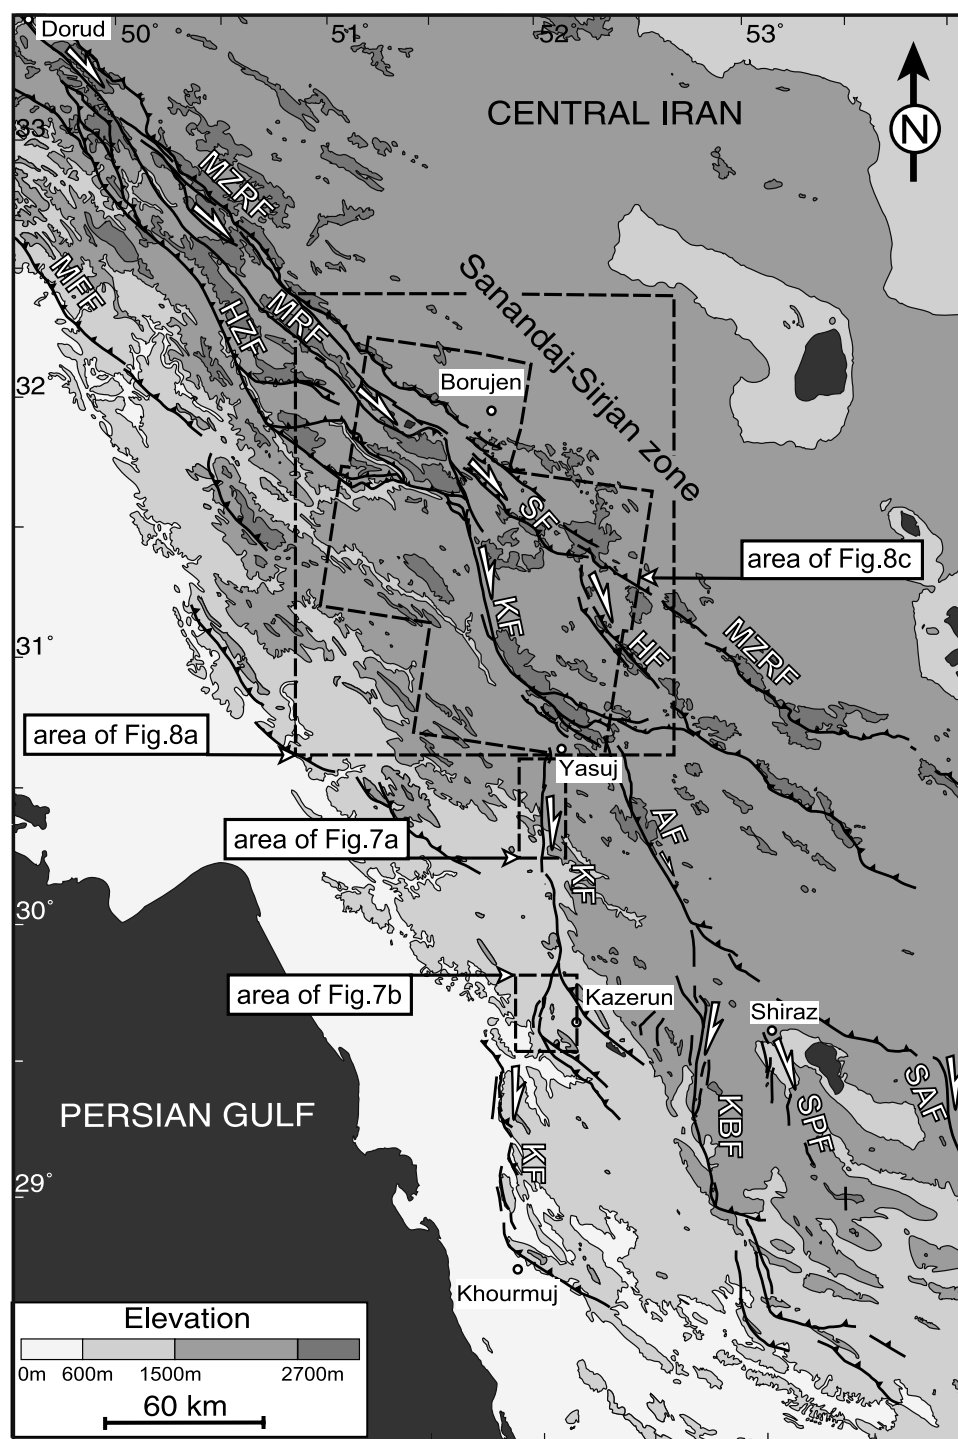 Dorud
50°
51°
52°
53
CENTRAL IRAN
N
33
MZRF
MFF
HZF
MRF
Sanandaj-Sirjan zone
32
Borujen
SF
area of Fig.8c
KF
HF
MZRF
31°
area of Fig.8a
Yasuj
AF
area of Fig.7a
KF
30°
area of Fig.7b
Kazerun
Shiraz
PERSIAN GULF
KF
KBF
SPF
SAF
29°
Khourmuj
Elevation
0m 600m 1500m 2700m
60 km